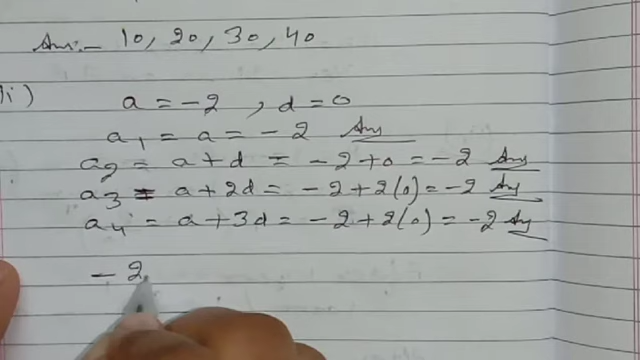 Ans:- 10, 20, 30, 40
ii)
a = -2, d = 0
a1 = a = -2 Ans
a2 = a+d = -2+0 = -2 Ans
a3 = a+2d = -2+2(0) = -2 Ans
a4 = a+3d = -2+2(0) = -2 Ans
-2,